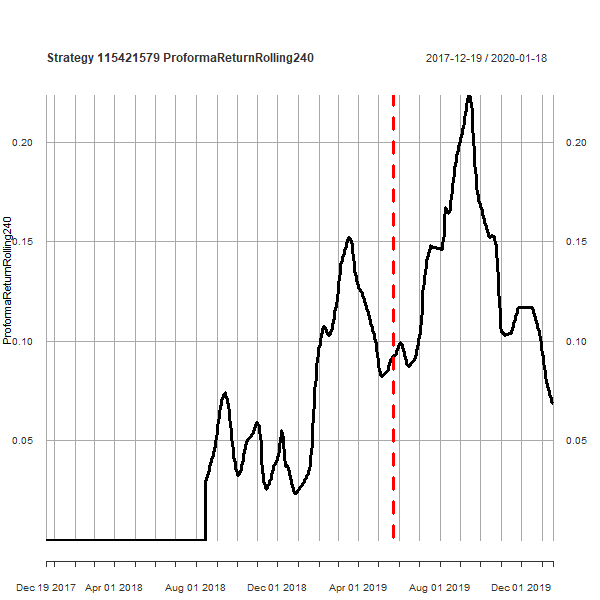 Strategy 115421579 ProformaReturnRolling240
2017-12-19 / 2020-01-18
ProformaReturnRolling240
0.20
0.15
0.10
0.05
0.20
0.15
0.10
0.05
Dec 19 2017
Apr 01 2018
Aug 01 2018
Dec 01 2018
Apr 01 2019
Aug 01 2019
Dec 01 2019